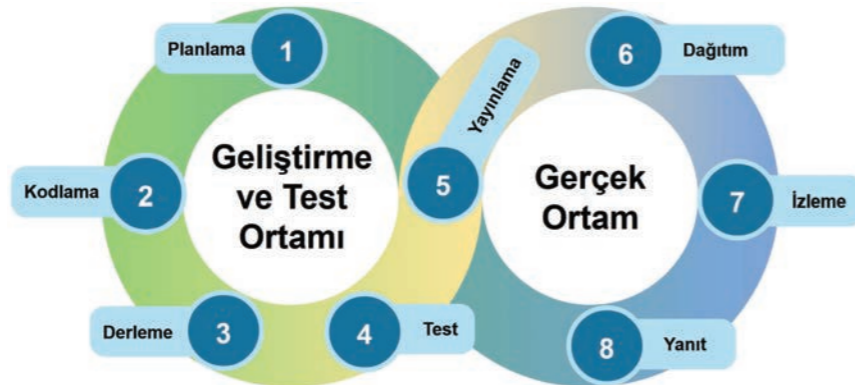 Planlama
1
Kodlama
2
Derleme
3
4
Test
5
Yayınlama
Geliştirme
ve Test
Ortamı
6
Dağıtım
7
İzleme
8
Yanıt
Gerçek
Ortam